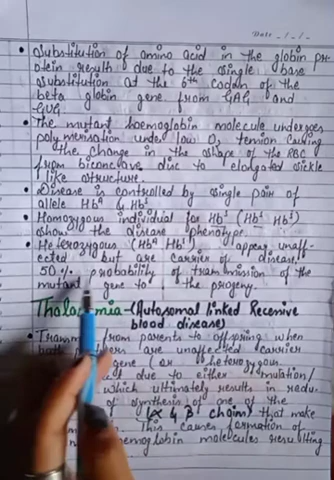 Date _/_/_
• Substitution of amino acid in the globin pr-
otein result due to the single base
substitution at the 6th codon of the
beta globin gene from GAG and
GUG
• The mutant haemoglobin molecule undergoes
polymerisation under low O2 tension causing
the change in the shape of the RBC
from biconcave disc to elongated sickle
like structure.
• Disease is controlled by single pair of
allele HbA & HbS
• Homozygous individual for HbS (HbS HbS)
show the disease phenotype.
• Heterozygous (HbA HbS) appear unaff-
ected but are carrier of disease,
50% probability of transmission of the
mutant gene to the progeny.
Thalassemia - (Autosomal linked Recessive
blood disease)
• Transmit from parents to offspring when
both are unaffected carrier
gene (or heterozygous
due to either mutation/
which ultimately results in redu-
of synthesis of one of the
(α & β chain) that make
This causes formation of
haemoglobin molecules resulting